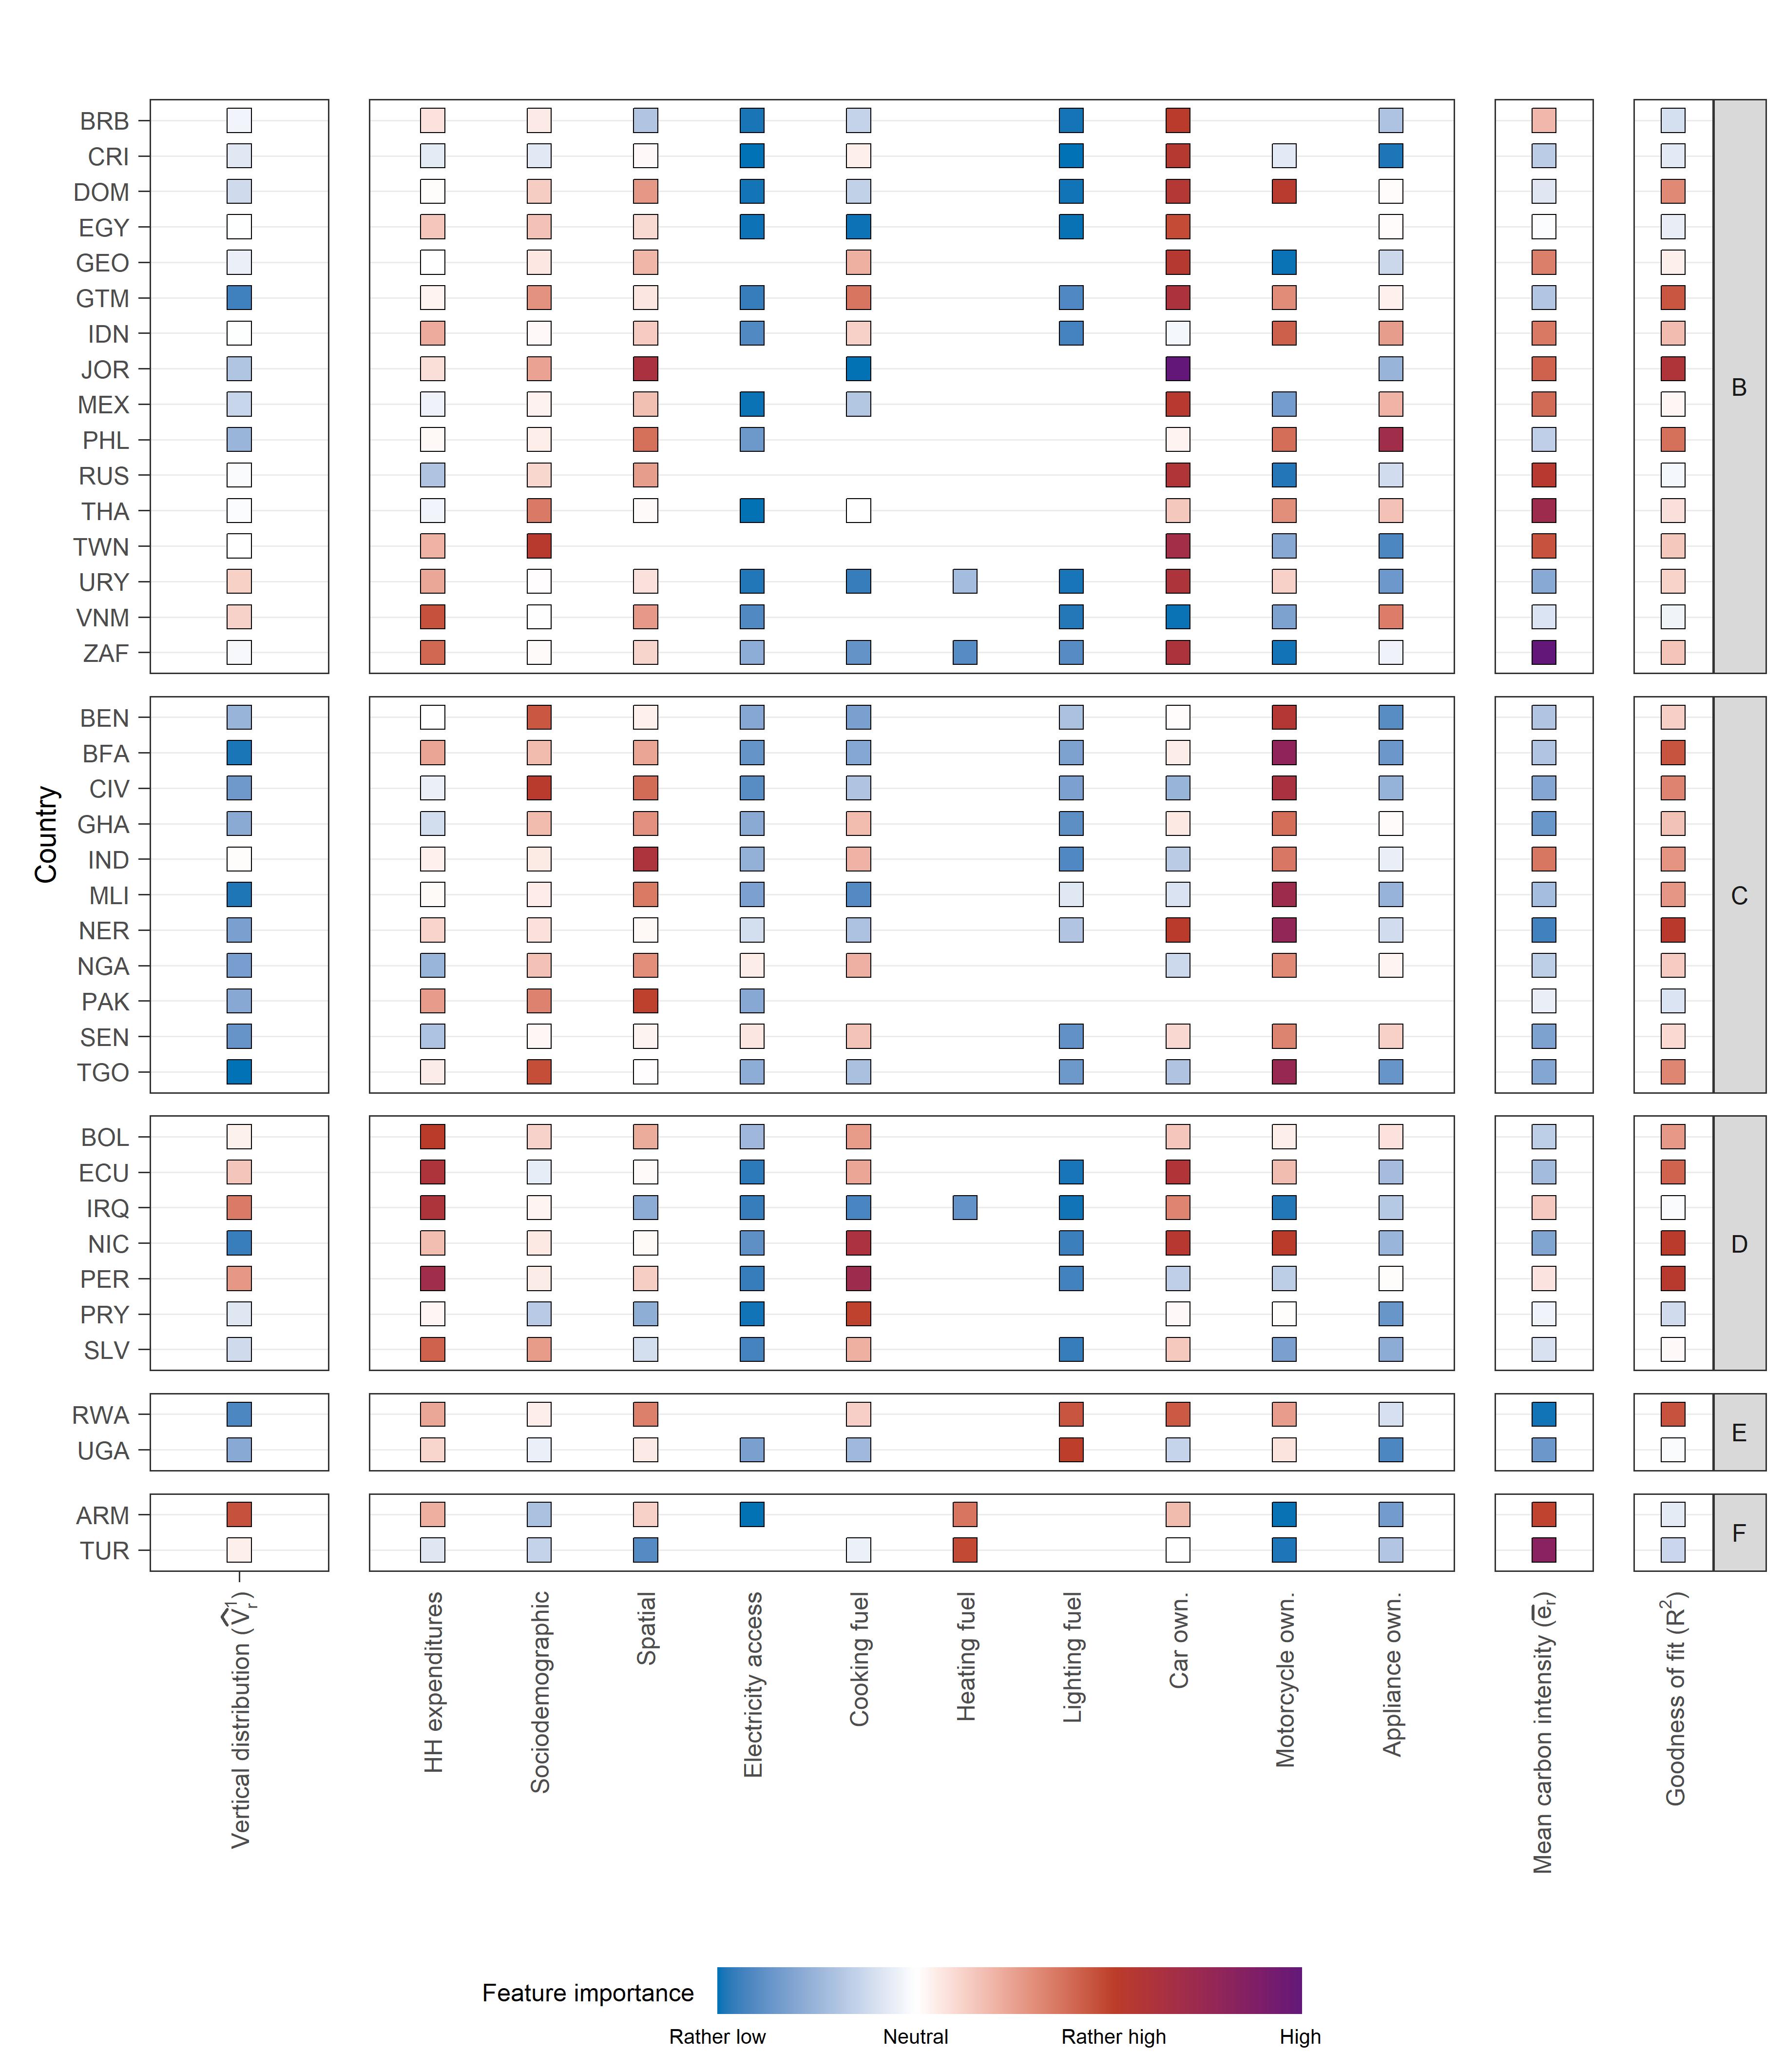 BRB
CRI
DOM
EGY
GEO
GTM
IDN
JOR
MEX
PHL
RUS
THA
TWN
URY
VNM
ZAF
B
BEN
BFA
CIV
GHA
IND
MLI
NER
NGA
PAK
SEN
TGO
C
BOL
ECU
IRQ
NIC
PER
PRY
SLV
D
RWA
UGA
E
ARM
TUR
F
Country
Vertical distribution (V̂r1)
HH expenditures
Sociodemographic
Spatial
Electricity access
Cooking fuel
Heating fuel
Lighting fuel
Car own.
Motorcycle own.
Appliance own.
Mean carbon intensity (e̅r)
Goodness of fit (R2)
Feature importance
Rather low Neutral Rather high High